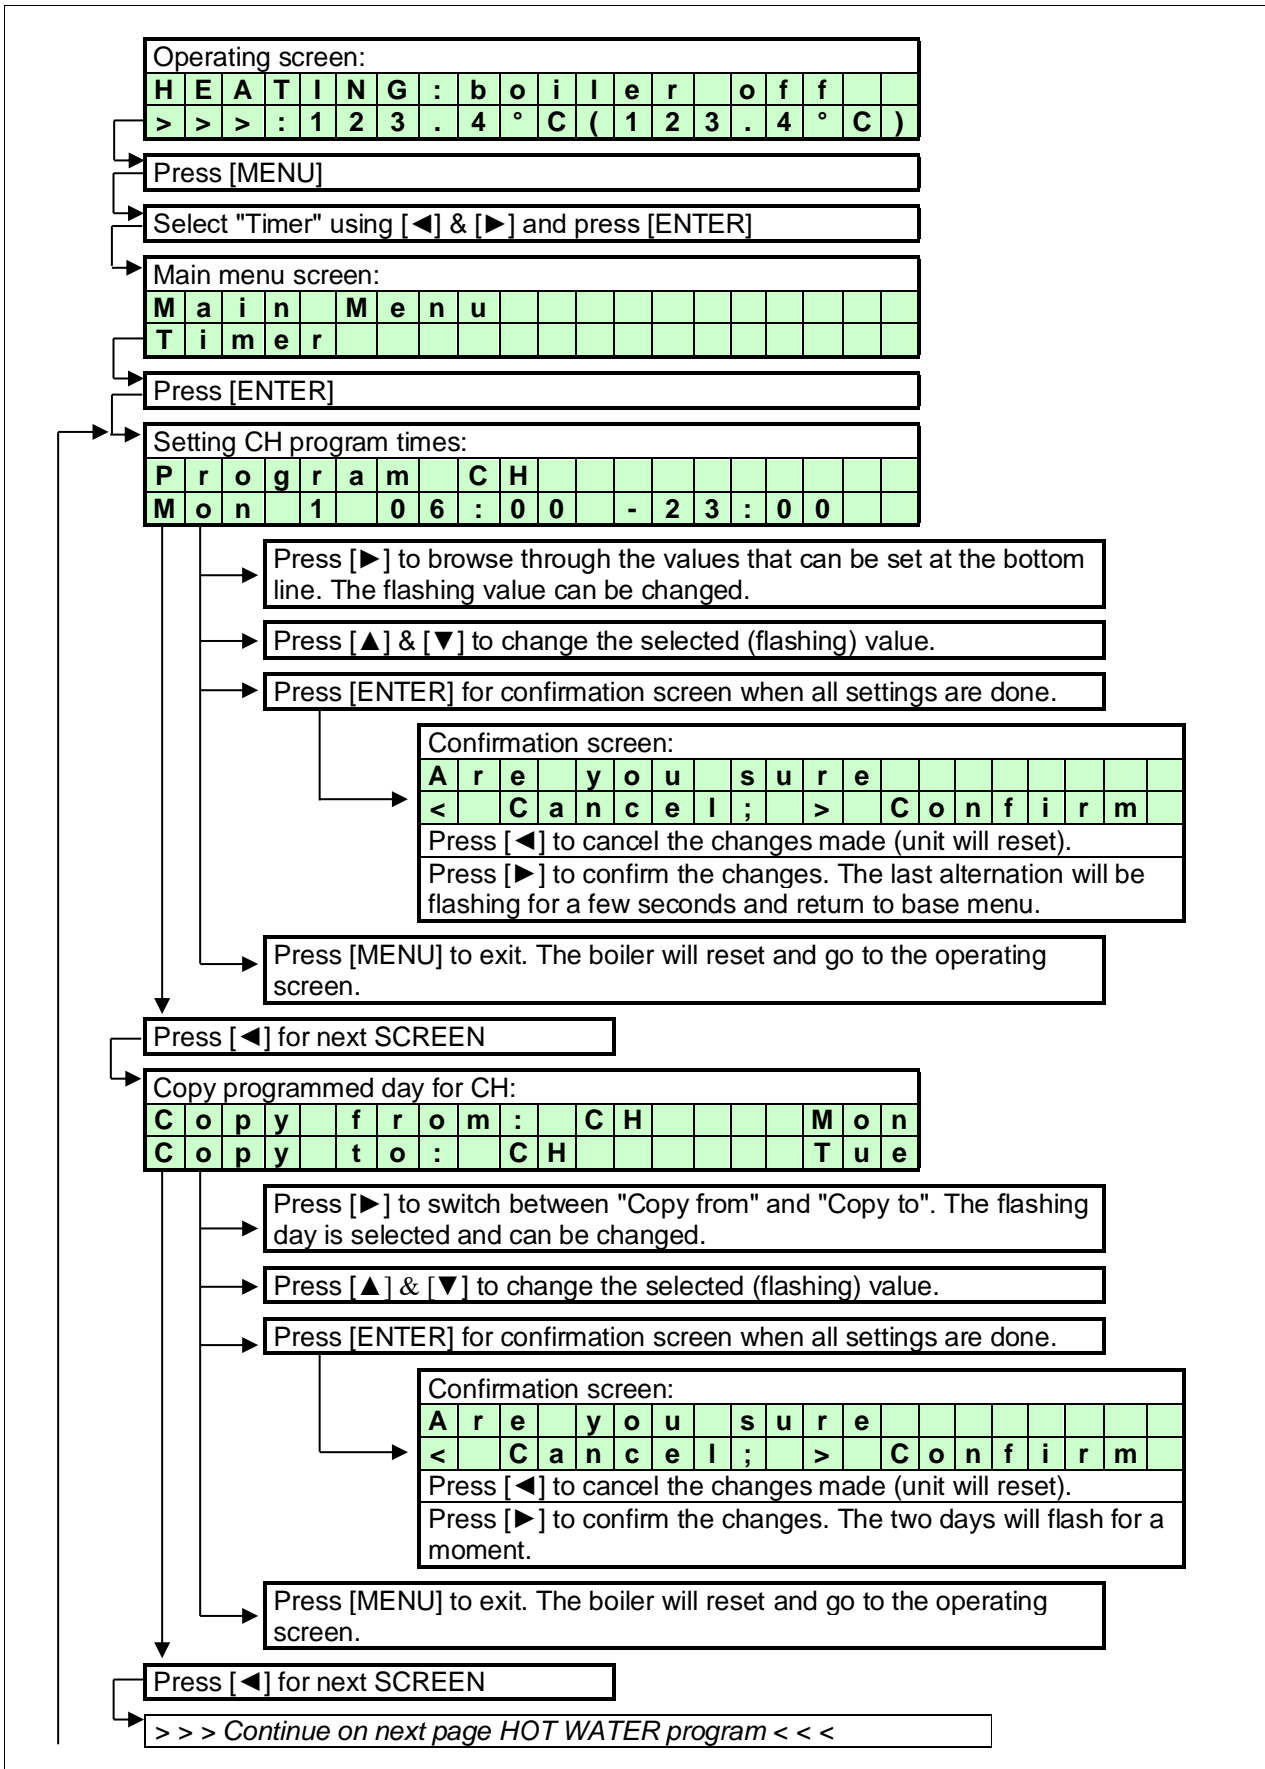 Operating screen:
HEATING:boiler off
>>>:123.4°C(123.4°C)
Press [MENU]
Select "Timer" using [◄] & [►] and press [ENTER]
Main menu screen:
Main Menu
Timer
Press [ENTER]
Setting CH program times:
Program CH
Mon 1 06:00 -23:00
Press [►] to browse through the values that can be set at the bottom
line. The flashing value can be changed.
Press [▲] & [▼] to change the selected (flashing) value.
Press [ENTER] for confirmation screen when all settings are done.
Confirmation screen:
Are you sure
< Cancel; > Confirm
Press [◄] to cancel the changes made (unit will reset).
Press [►] to confirm the changes. The last alternation will be
flashing for a few seconds and return to base menu.
Press [MENU] to exit. The boiler will reset and go to the operating
screen.
Press [◄] for next SCREEN
Copy programmed day for CH:
Copy from: CH Mon
Copy to: CH Tue
Press [►] to switch between "Copy from" and "Copy to". The flashing
day is selected and can be changed.
Press [▲] & [▼] to change the selected (flashing) value.
Press [ENTER] for confirmation screen when all settings are done.
Confirmation screen:
Are you sure
< Cancel; > Confirm
Press [◄] to cancel the changes made (unit will reset).
Press [►] to confirm the changes. The two days will flash for a
moment.
Press [MENU] to exit. The boiler will reset and go to the operating
screen.
Press [◄] for next SCREEN
> > > Continue on next page HOT WATER program < < <